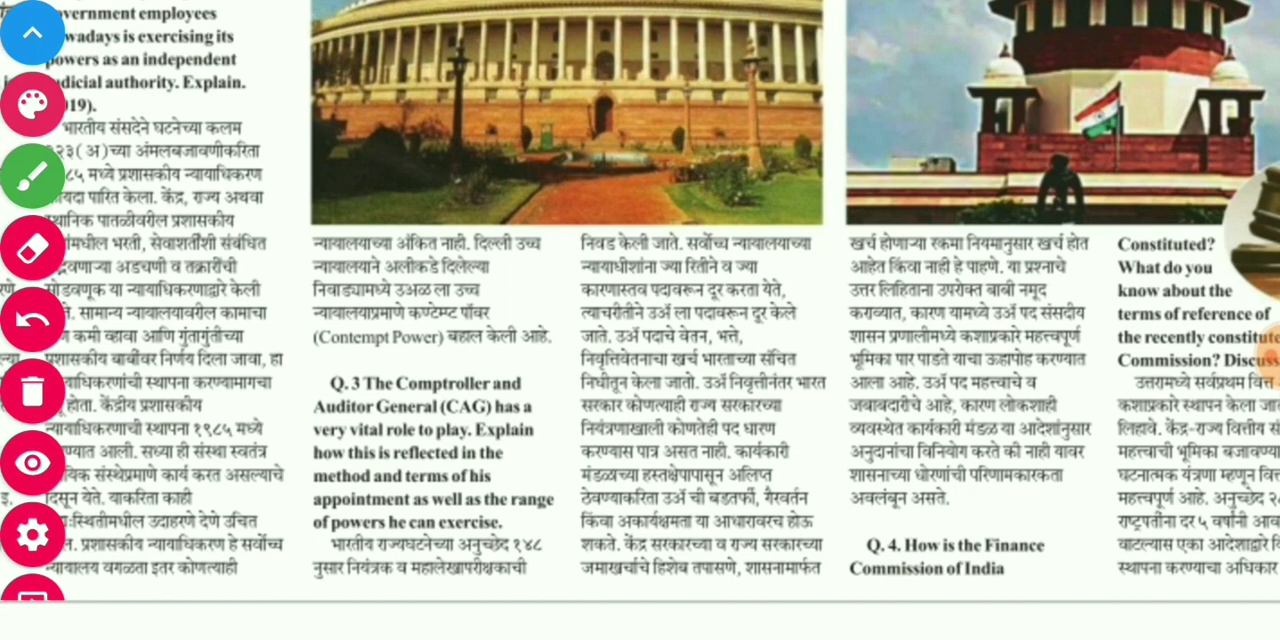 overnment employees
wadays is exercising its
powers as an independent
dicial authority. Explain.
19).
भारतीय संसदेने घटनेच्या कलम
२३(अ)च्या अंमलबजावणीकरिता
८५ मध्ये प्रशासकीय न्यायाधिकरण
यदा पारित केला. केंद्र, राज्य अथवा
स्थानिक पातळीवरील प्रशासकीय
मधील भरती, सेवाशर्तींशी संबंधित
द्भवणाऱ्या अडचणी व तक्रारींची
सोडवणूक या न्यायाधिकरणाद्वारे केली
ते. सामान्य न्यायालयावरील कामाचा
कमी व्हावा आणि गुंतागुंतीच्या
प्रशासकीय बाबींवर निर्णय दिला जावा, हा
याधिकरणांची स्थापना करण्यामागचा
होता. केंद्रीय प्रशासकीय
न्यायाधिकरणाची स्थापना १९८५ मध्ये
ण्यात आली. सध्या ही संस्था स्वतंत्र
यिक संस्थेप्रमाणे कार्य करत असल्याचे
दिसून येते. याकरिता काही
:स्थितीमधील उदाहरणे देणे उचित
ल. प्रशासकीय न्यायाधिकरण हे सर्वोच्च
न्यायालय वगळता इतर कोणत्याही
न्यायालयाच्या अंकित नाही. दिल्ली उच्च
न्यायालयाने अलीकडे दिलेल्या
निवाड्यामध्ये उअळ ला उच्च
न्यायालयाप्रमाणे कण्टेम्प्ट पॉवर
(Contempt Power) बहाल केली आहे.
Q. 3 The Comptroller and
Auditor General (CAG) has a
very vital role to play. Explain
how this is reflected in the
method and terms of his
appointment as well as the range
of powers he can exercise.
भारतीय राज्यघटनेच्या अनुच्छेद १४८
नुसार नियंत्रक व महालेखापरीक्षकाची
निवड केली जाते. सर्वोच्च न्यायालयाच्या
न्यायाधीशांना ज्या रितीने व ज्या
कारणास्तव पदावरून दूर करता येते,
त्याचरीतीने उअॅ ला पदावरून दूर केले
जाते. उअॅ पदाचे वेतन, भत्ते,
निवृत्तिवेतनाचा खर्च भारताच्या संचित
निधीतून केला जातो. उअॅ निवृत्तीनंतर भारत
सरकार कोणत्याही राज्य सरकारच्या
नियंत्रणाखाली कोणतेही पद धारण
करण्यास पात्र असत नाही. कार्यकारी
मंडळाच्या हस्तक्षेपापासून अलिप्त
ठेवण्याकरिता उअॅ ची बडतर्फी, गैरवर्तन
किंवा अकार्यक्षमता या आधारावरच होऊ
शकते. केंद्र सरकारच्या व राज्य सरकारच्या
जमाखर्चाचे हिशेब तपासणे, शासनामार्फत
खर्च होणाऱ्या रकमा नियमानुसार खर्च होत
आहेत किंवा नाही हे पाहणे. या प्रश्नाचे
उत्तर लिहिताना उपरोक्त बाबी नमूद
कराव्यात, कारण यामध्ये उअॅ पद संसदीय
शासन प्रणालीमध्ये कशाप्रकारे महत्त्वपूर्ण
भूमिका पार पाडते याचा ऊहापोह करण्यात
आला आहे. उअॅ पद महत्त्वाचे व
जबाबदारीचे आहे, कारण लोकशाही
व्यवस्थेत कार्यकारी मंडळ या आदेशांनुसार
अनुदानांचा विनियोग करते की नाही यावर
शासनाच्या धोरणांची परिणामकारकता
अवलंबून असते.
Q. 4. How is the Finance
Commission of India
Constituted?
What do you
know about the
terms of reference of
the recently constitute
Commission? Discuss
उत्तरामध्ये सर्वप्रथम वित्त
कशाप्रकारे स्थापन केला जा
लिहावे. केंद्र-राज्य वित्तीय सं
महत्त्वाची भूमिका बजावण्या
घटनात्मक यंत्रणा म्हणून वित्त
महत्त्वपूर्ण आहे. अनुच्छेद २
राष्ट्रपतींना दर ५ वर्षांनी आव
वाटल्यास एका आदेशाद्वारे वि
स्थापना करण्याचा अधिकार